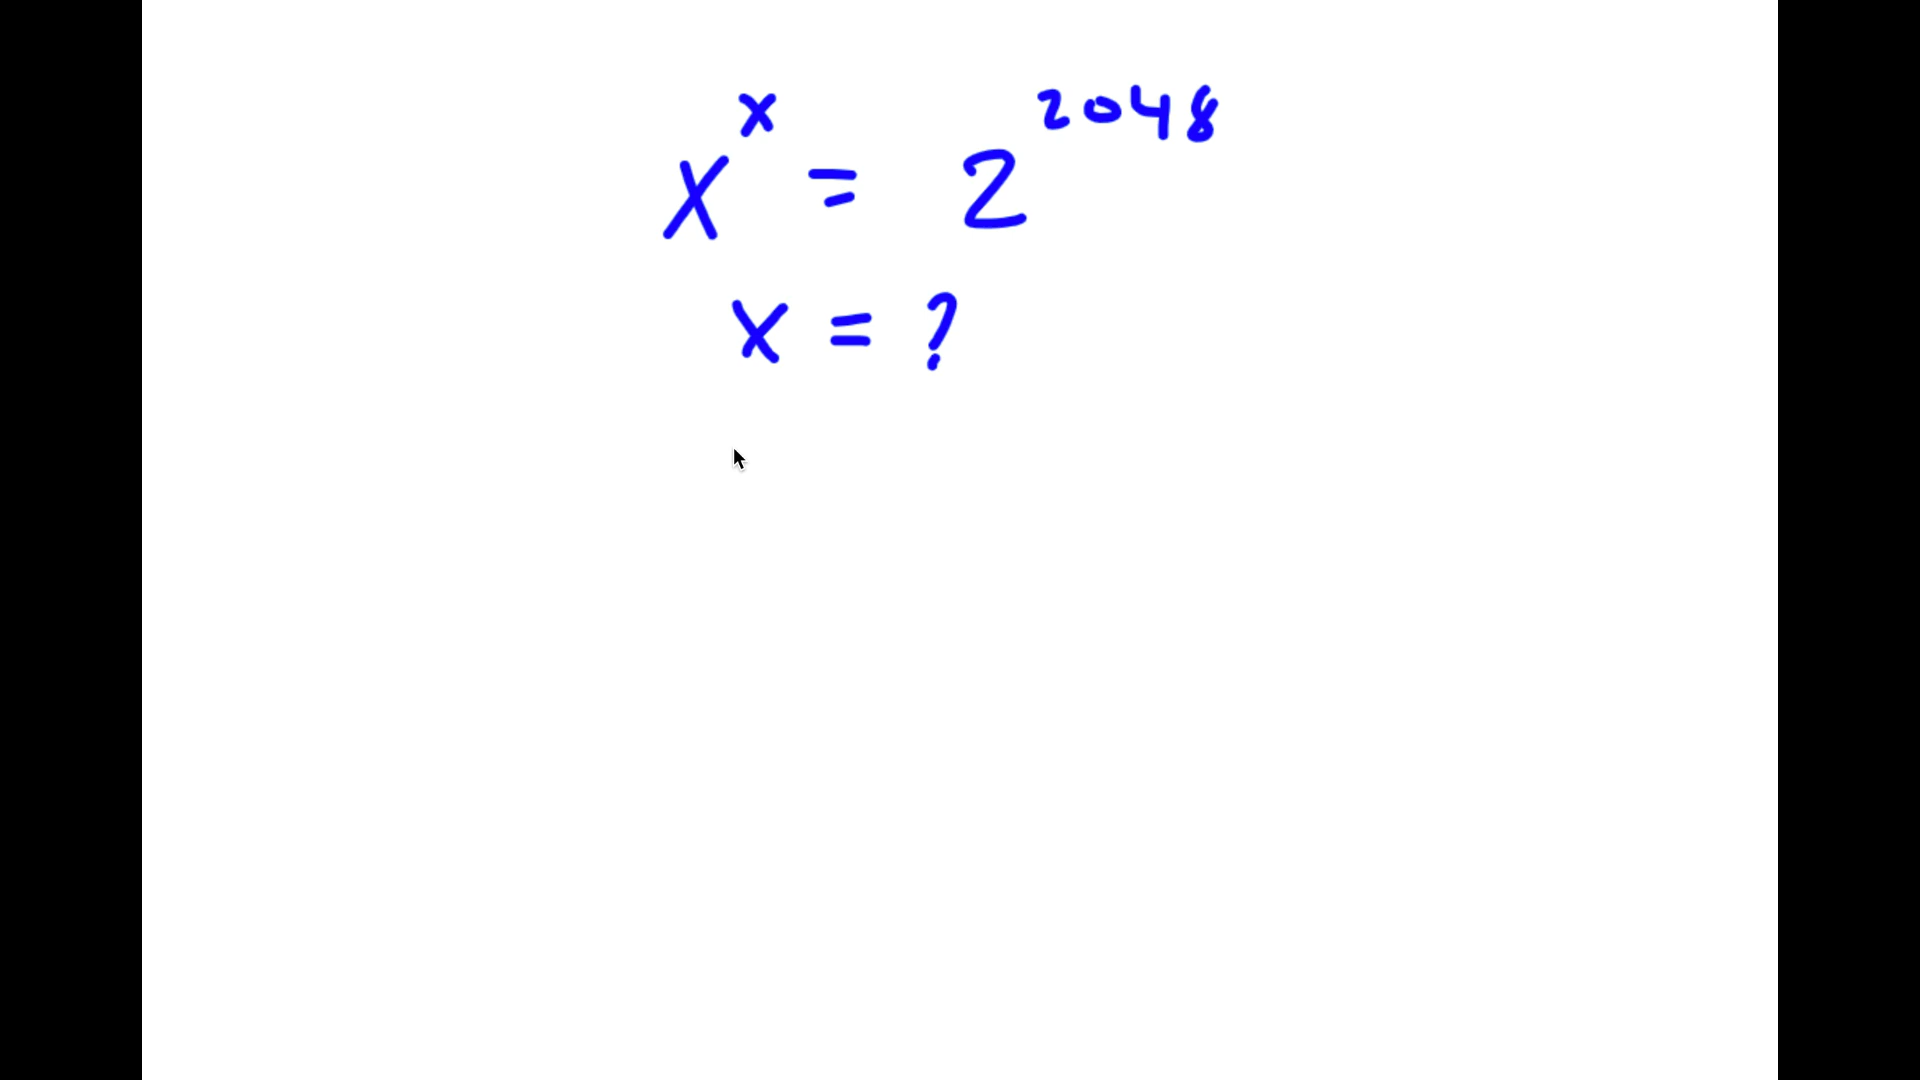 x^x = 2^2048
x = ?